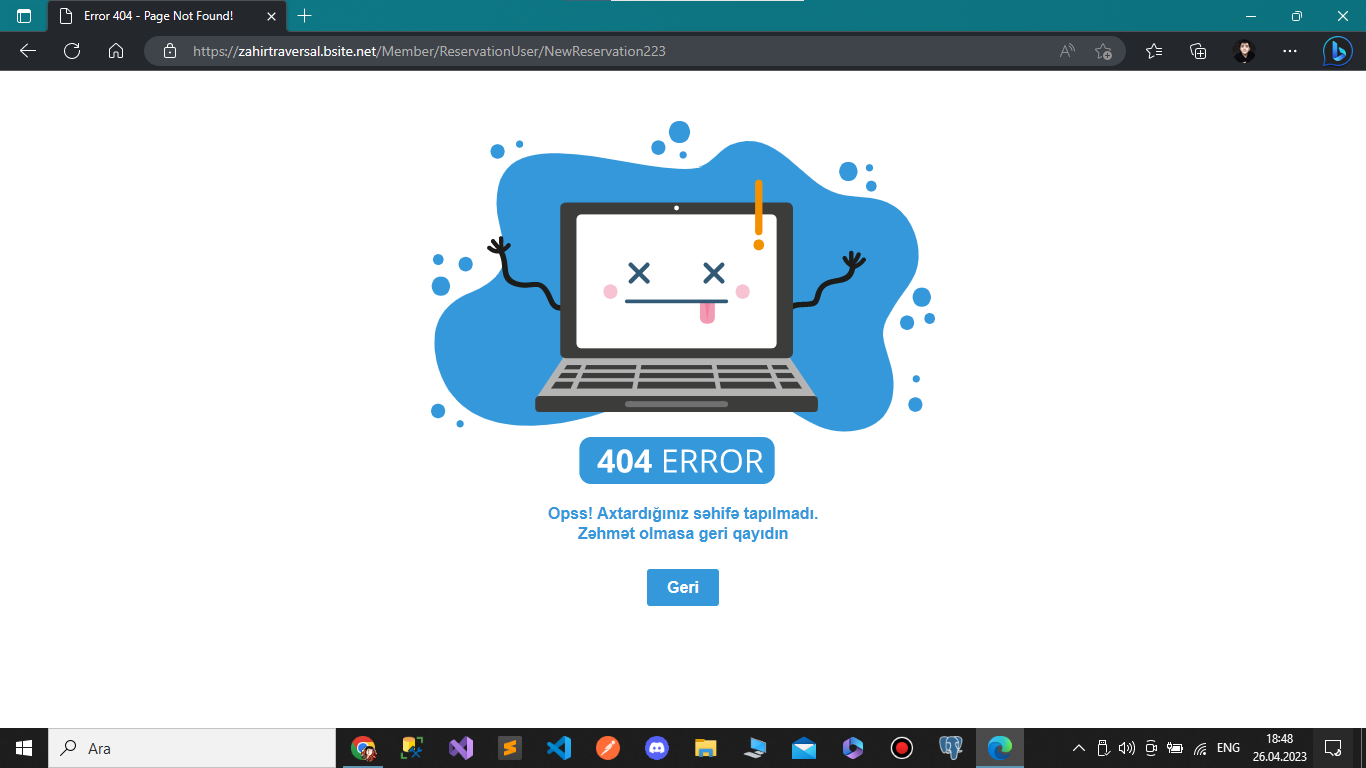 Error 404 - Page Not Found!
https://zahirtraversal.bsite.net/Member/ReservationUser/NewReservation223
404 ERROR
Opss! Axtardığınız səhifə tapılmadı.
Zəhmət olmasa geri qayıdın
Geri
Ara
ENG
18:48
26.04.2023